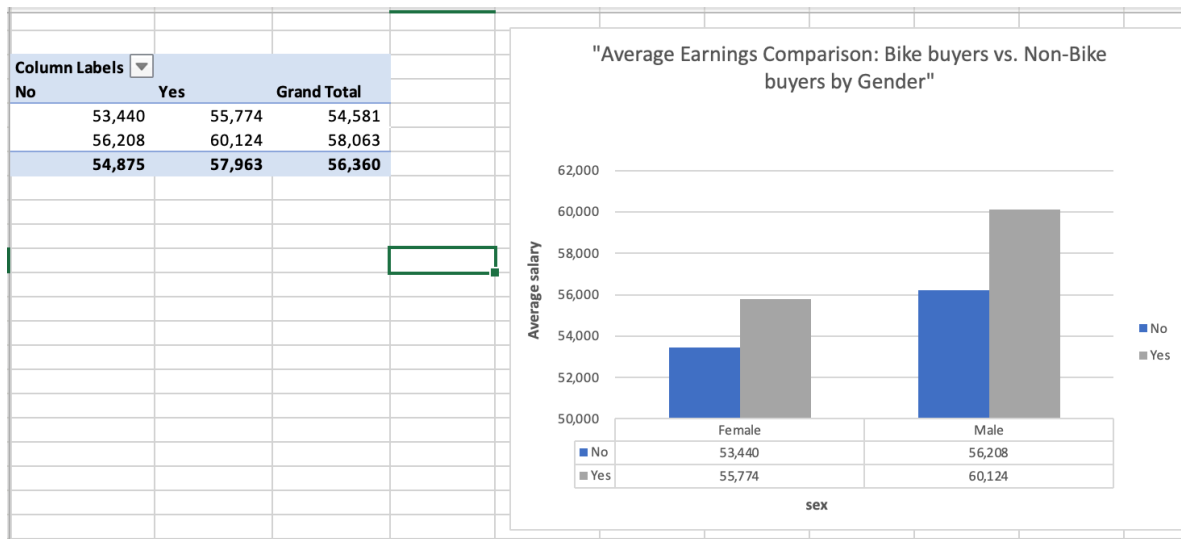 Column Labels
No Yes Grand Total
53,440 55,774 54,581
56,208 60,124 58,063
54,875 57,963 56,360
"Average Earnings Comparison: Bike buyers vs. Non-Bike
buyers by Gender"
62,000
60,000
58,000
56,000
54,000
52,000
50,000
Average salary
Female Male
No 53,440 56,208
Yes 55,774 60,124
sex
No
Yes